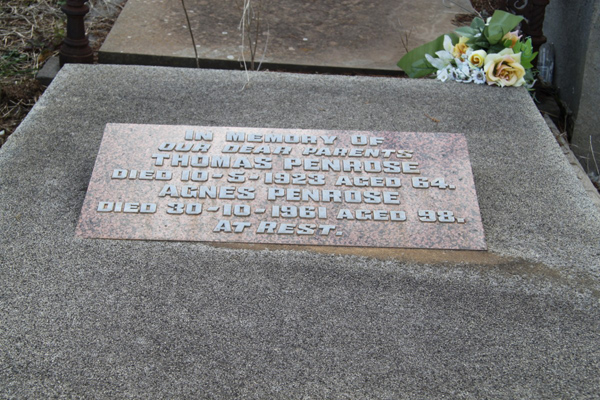 IN MEMORY OF
OUR DEAR PARENTS
THOMAS PENROSE
DIED 10-5-1923 AGED 64.
AGNES PENROSE
DIED 30-10-1961 AGED 98.
AT REST.